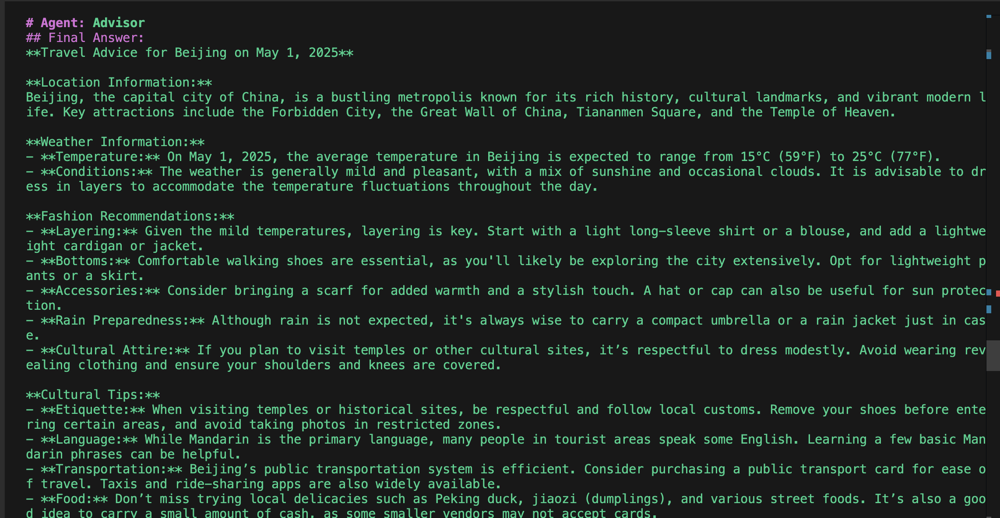 # Agent: Advisor
## Final Answer:
**Travel Advice for Beijing on May 1, 2025**
**Location Information:**
Beijing, the capital city of China, is a bustling metropolis known for its rich history, cultural landmarks, and vibrant modern l
ife. Key attractions include the Forbidden City, the Great Wall of China, Tiananmen Square, and the Temple of Heaven.
**Weather Information:**
- **Temperature:** On May 1, 2025, the average temperature in Beijing is expected to range from 15°C (59°F) to 25°C (77°F).
- **Conditions:** The weather is generally mild and pleasant, with a mix of sunshine and occasional clouds. It is advisable to dr
ess in layers to accommodate the temperature fluctuations throughout the day.
**Fashion Recommendations:**
- **Layering:** Given the mild temperatures, layering is key. Start with a light long-sleeve shirt or a blouse, and add a lightwe
ight cardigan or jacket.
- **Bottoms:** Comfortable walking shoes are essential, as you'll likely be exploring the city extensively. Opt for lightweight p
ants or a skirt.
- **Accessories:** Consider bringing a scarf for added warmth and a stylish touch. A hat or cap can also be useful for sun protec
tion.
- **Rain Preparedness:** Although rain is not expected, it's always wise to carry a compact umbrella or a rain jacket just in cas
e.
- **Cultural Attire:** If you plan to visit temples or other cultural sites, it’s respectful to dress modestly. Avoid wearing rev
ealing clothing and ensure your shoulders and knees are covered.
**Cultural Tips:**
- **Etiquette:** When visiting temples or historical sites, be respectful and follow local customs. Remove your shoes before ente
ring certain areas, and avoid taking photos in restricted zones.
- **Language:** While Mandarin is the primary language, many people in tourist areas speak some English. Learning a few basic Man
darin phrases can be helpful.
- **Transportation:** Beijing’s public transportation system is efficient. Consider purchasing a public transport card for ease o
f travel. Taxis and ride-sharing apps are also widely available.
- **Food:** Don’t miss trying local delicacies such as Peking duck, jiaozi (dumplings), and various street foods. It’s also a goo
d idea to carry a small amount of cash, as some smaller vendors may not accept cards.